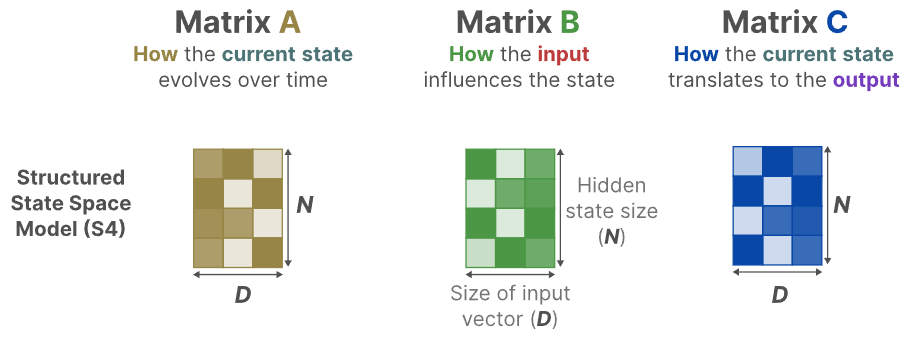 Matrix A
How the current state
evolves over time
Matrix B
How the input
influences the state
Matrix C
How the current state
translates to the output
Structured
State Space
Model (S4)
N
D
Hidden
state size
(N)
Size of input
vector (D)
N
D